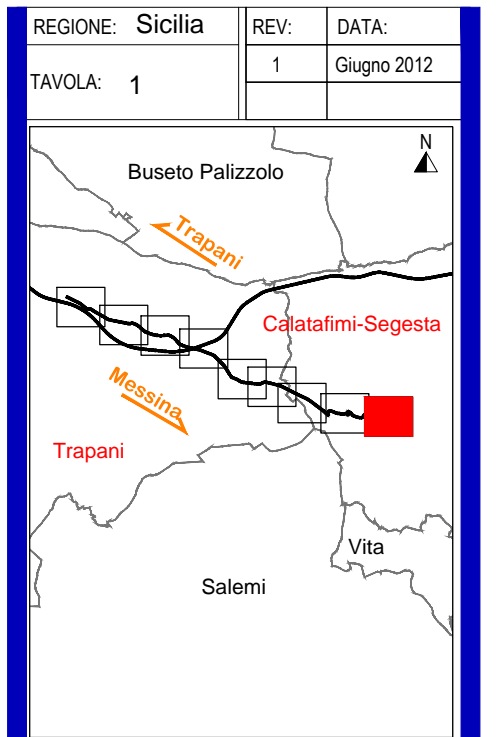 REGIONE: Sicilia
REV: DATA:
1 Giugno 2012
TAVOLA: 1
N
Buseto Palizzolo
Trapani
Calatafimi-Segesta
Messina
Trapani
Vita
Salemi